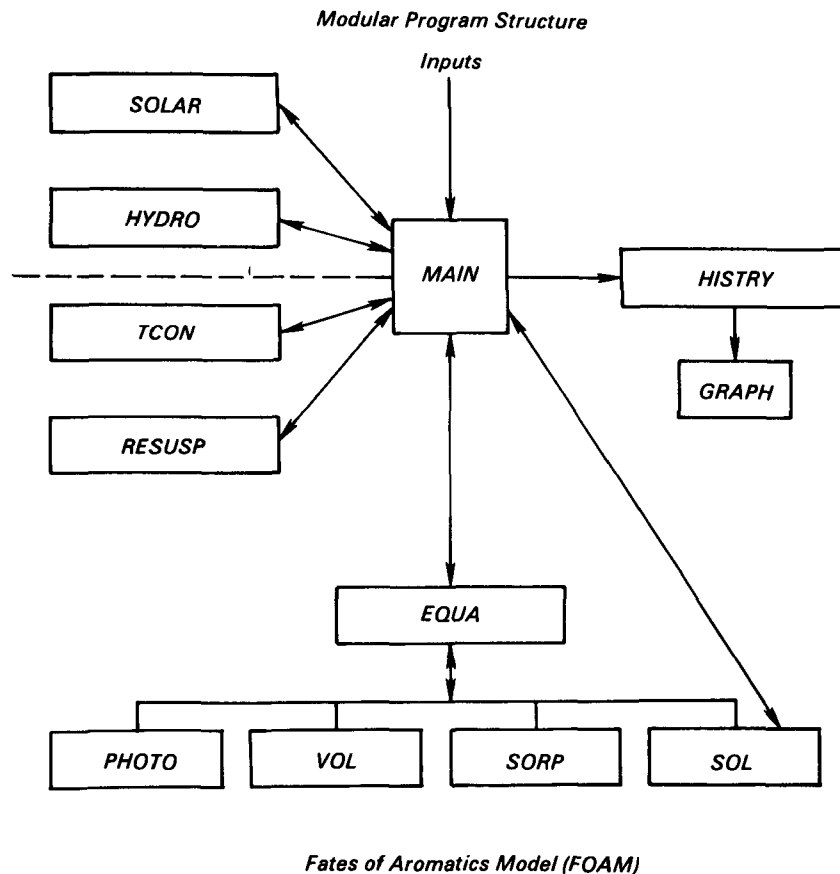 Modular Program Structure
Inputs
SOLAR
HYDRO
MAIN
HISTRY
TCON
GRAPH
RESUSP
EQUA
PHOTO
VOL
SORP
SOL
Fates of Aromatics Model (FOAM)